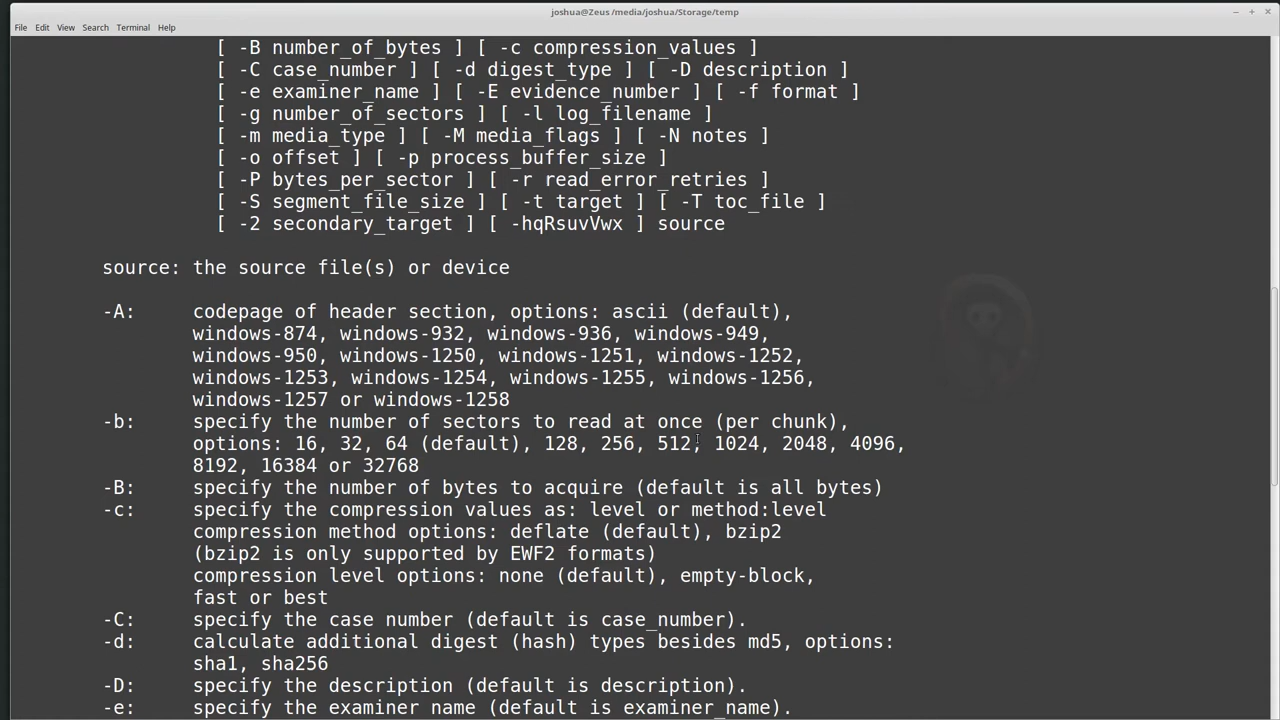 joshua@Zeus /media/joshua/Storage/temp
File Edit View Search Terminal Help
[ -B number_of_bytes ] [ -c compression_values ]
[ -C case_number ] [ -d digest_type ] [ -D description ]
[ -e examiner_name ] [ -E evidence_number ] [ -f format ]
[ -g number_of_sectors ] [ -l log_filename ]
[ -m media_type ] [ -M media_flags ] [ -N notes ]
[ -o offset ] [ -p process_buffer_size ]
[ -P bytes_per_sector ] [ -r read_error_retries ]
[ -S segment_file_size ] [ -t target ] [ -T toc_file ]
[ -2 secondary_target ] [ -hqRsuvVwx ] source
source: the source file(s) or device
-A: codepage of header section, options: ascii (default),
windows-874, windows-932, windows-936, windows-949,
windows-950, windows-1250, windows-1251, windows-1252,
windows-1253, windows-1254, windows-1255, windows-1256,
windows-1257 or windows-1258
-b: specify the number of sectors to read at once (per chunk),
options: 16, 32, 64 (default), 128, 256, 512, 1024, 2048, 4096,
8192, 16384 or 32768
-B: specify the number of bytes to acquire (default is all bytes)
-c: specify the compression values as: level or method:level
compression method options: deflate (default), bzip2
(bzip2 is only supported by EWF2 formats)
compression level options: none (default), empty-block,
fast or best
-C: specify the case number (default is case_number).
-d: calculate additional digest (hash) types besides md5, options:
sha1, sha256
-D: specify the description (default is description).
-e: specify the examiner name (default is examiner_name).